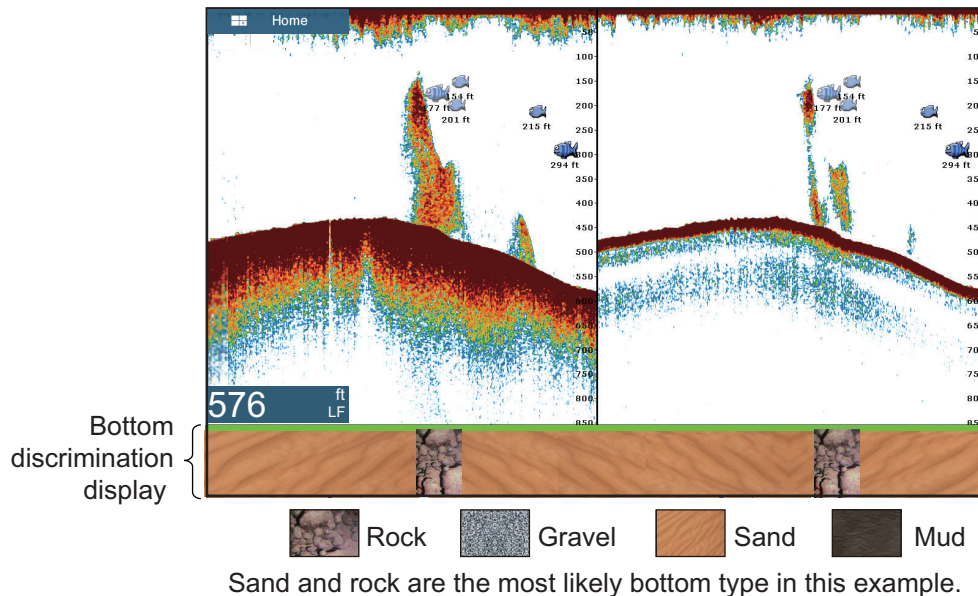 Home
50
100
150
154 ft
177 ft
200
201 ft
215 ft
250
294 ft
300
350
400
450
500
550
600
650
700
750
800
850
154 ft
177 ft
201 ft
215 ft
294 ft
576
ft
LF
Bottom
discrimination
display
Rock
Gravel
Sand
Mud
Sand and rock are the most likely bottom type in this example.